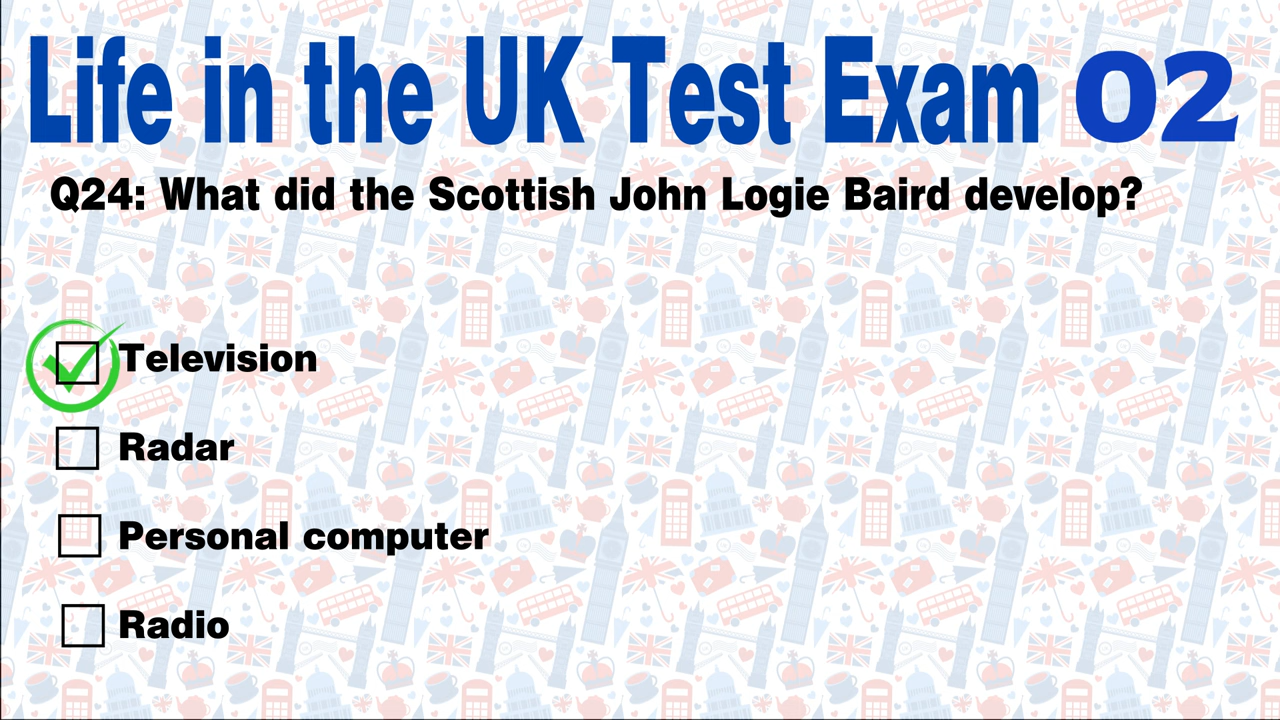 Life in the UK Test Exam 02
Q24: What did the Scottish John Logie Baird develop?
Television
Radar
Personal computer
Radio